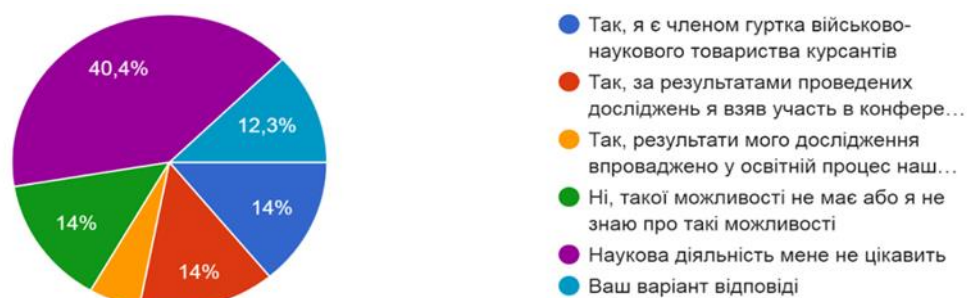 40,4%
12,3%
14%
14%
14%
Так, я є членом гуртка військово-
наукового товариства курсантів
Так, за результатами проведених
досліджень я взяв участь в конфере…
Так, результати мого дослідження
впроваджено у освітній процес наш…
Ні, такої можливості не має або я не
знаю про такі можливості
Наукова діяльність мене не цікавить
Ваш варіант відповіді